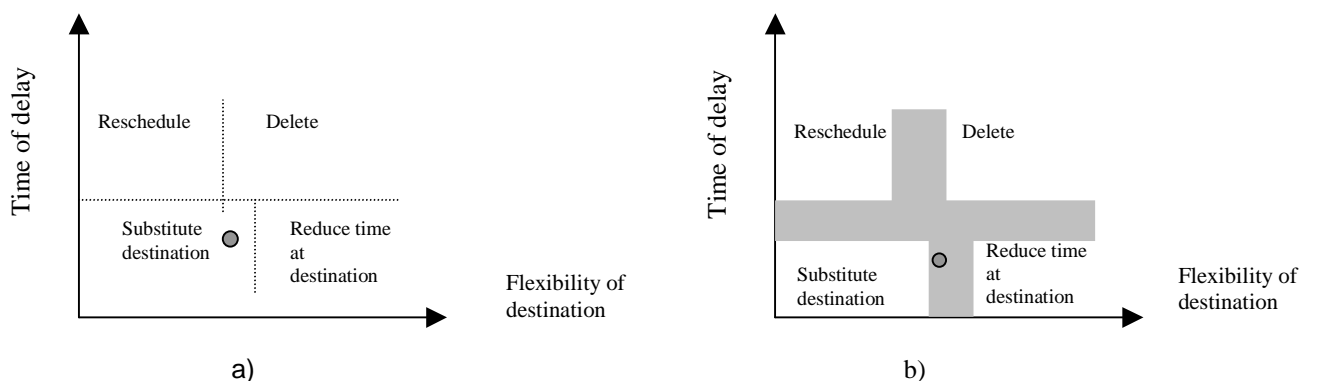 Time of delay
Reschedule
Delete
Substitute
destination
Reduce time
at
destination
Flexibility of
destination
a)
Time of delay
Reschedule
Delete
Substitute
destination
Reduce time
at
destination
Flexibility of
destination
b)